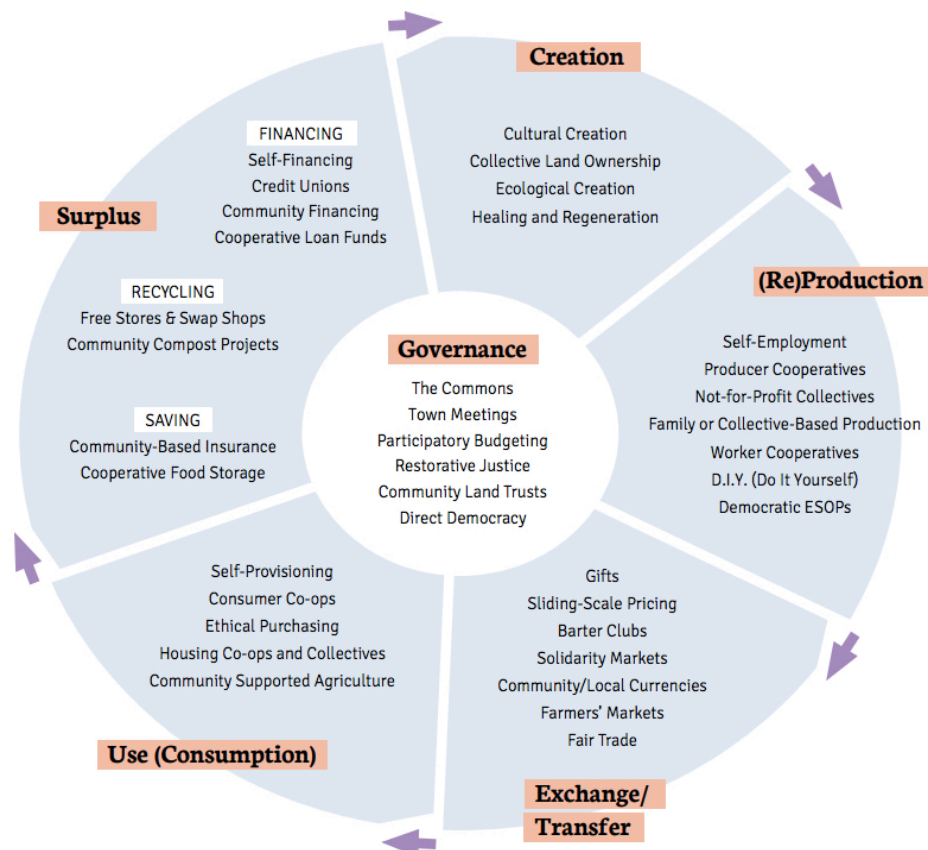 Creation
Cultural Creation
Collective Land Ownership
Ecological Creation
Healing and Regeneration
(Re)Production
Self-Employment
Producer Cooperatives
Not-for-Profit Collectives
Family or Collective-Based Production
Worker Cooperatives
D.I.Y. (Do It Yourself)
Democratic ESOPs
Gifts
Sliding-Scale Pricing
Barter Clubs
Solidarity Markets
Community/Local Currencies
Farmers’ Markets
Fair Trade
Exchange/
Transfer
Self-Provisioning
Consumer Co-ops
Ethical Purchasing
Housing Co-ops and Collectives
Community Supported Agriculture
Use (Consumption)
Surplus
FINANCING
Self-Financing
Credit Unions
Community Financing
Cooperative Loan Funds
RECYCLING
Free Stores & Swap Shops
Community Compost Projects
SAVING
Community-Based Insurance
Cooperative Food Storage
Governance
The Commons
Town Meetings
Participatory Budgeting
Restorative Justice
Community Land Trusts
Direct Democracy